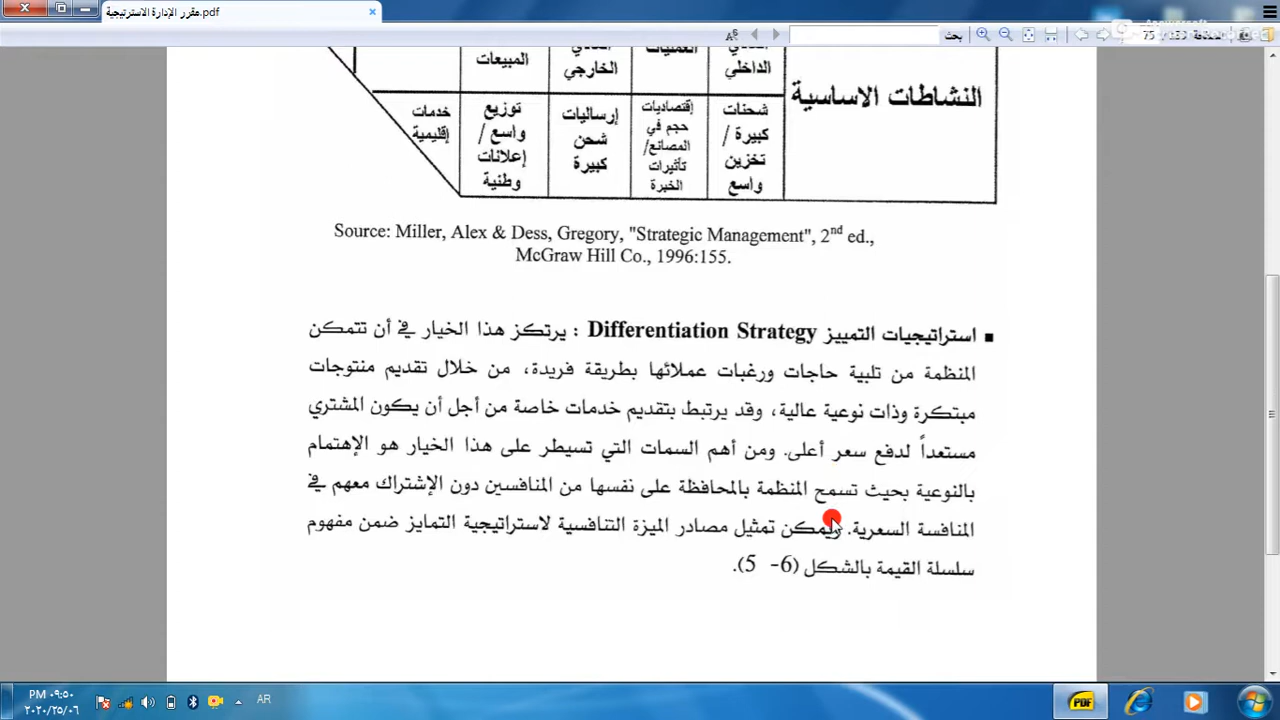 مقرر الإدارة الاسترتيجية.pdf
بحث
75
المبيعات
الخارجي
العمليات
الداخلي
النشاطات الاساسية
خدمات إقليمية
توزيع واسع / إعلانات وطنية
إرساليات شحن كبيرة
إقتصاديات حجم في المصانع/ تأثيرات الخبرة
شحنات كبيرة / تخزين واسع
Source: Miller, Alex & Dess, Gregory, "Strategic Management", 2nd ed.,
McGraw Hill Co., 1996:155.
■ استراتيجيات التمييز Differentiation Strategy : يرتكز هذا الخيار في أن تتمكن
المنظمة من تلبية حاجات ورغبات عملائها بطريقة فريدة، من خلال تقديم منتوجات
مبتكرة وذات نوعية عالية، وقد يرتبط بتقديم خدمات خاصة من أجل أن يكون المشتري
مستعداً لدفع سعر أعلى. ومن أهم السمات التي تسيطر على هذا الخيار هو الإهتمام
بالنوعية بحيث تسمح المنظمة بالمحافظة على نفسها من المنافسين دون الإشتراك معهم في
المنافسة السعرية. ويمكن تمثيل مصادر الميزة التنافسية لاستراتيجية التمايز ضمن مفهوم
سلسلة القيمة بالشكل (6- 5).
PM ٠٩:٥٠
٢٠٢٠/٢٥/٠٦
AR
PDF